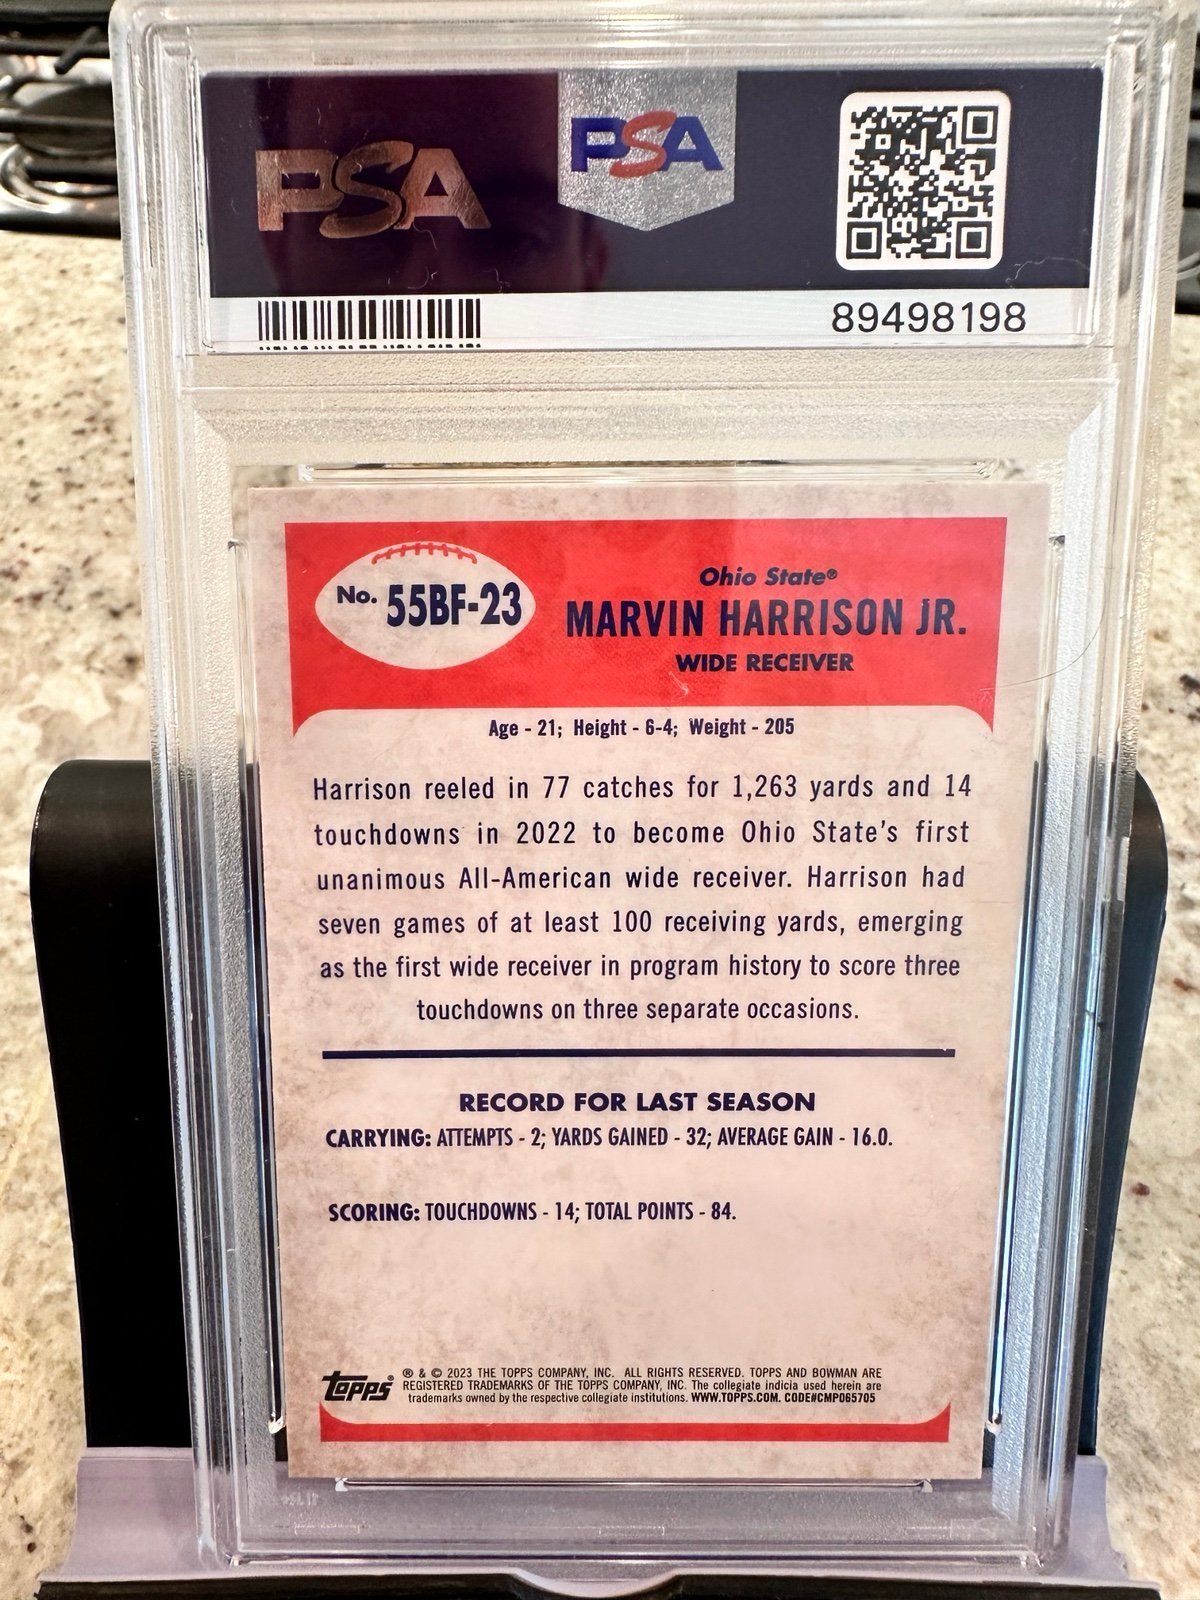 PSA
PSA
89498198
No. 55BF-23
Ohio State®
MARVIN HARRISON JR.
WIDE RECEIVER
Age - 21; Height - 6-4; Weight - 205
Harrison reeled in 77 catches for 1,263 yards and 14
touchdowns in 2022 to become Ohio State's first
unanimous All-American wide receiver. Harrison had
seven games of at least 100 receiving yards, emerging
as the first wide receiver in program history to score three
touchdowns on three separate occasions.
RECORD FOR LAST SEASON
CARRYING: ATTEMPTS - 2; YARDS GAINED - 32; AVERAGE GAIN - 16.0.
SCORING: TOUCHDOWNS - 14; TOTAL POINTS - 84.
Topps®
® & © 2023 THE TOPPS COMPANY, INC. ALL RIGHTS RESERVED. TOPPS AND BOWMAN ARE
REGISTERED TRADEMARKS OF THE TOPPS COMPANY, INC. The collegiate indicia used herein are
trademarks owned by the respective collegiate institutions. WWW.TOPPS.COM. CODE#CMP065705